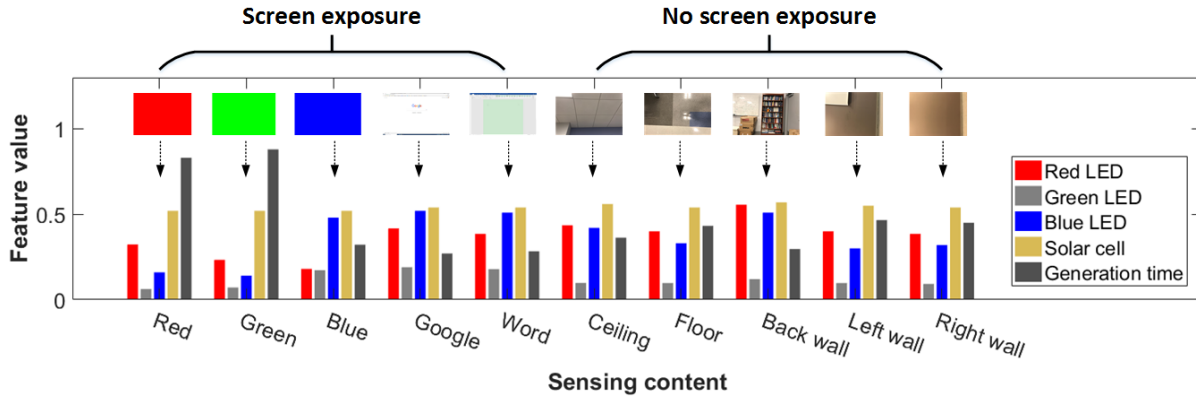 Screen exposure
No screen exposure
Feature value
1
0.5
0
Red LED
Green LED
Blue LED
Solar cell
Generation time
Red
Green
Blue
Google
Word
Ceiling
Floor
Back wall
Left wall
Right wall
Sensing content